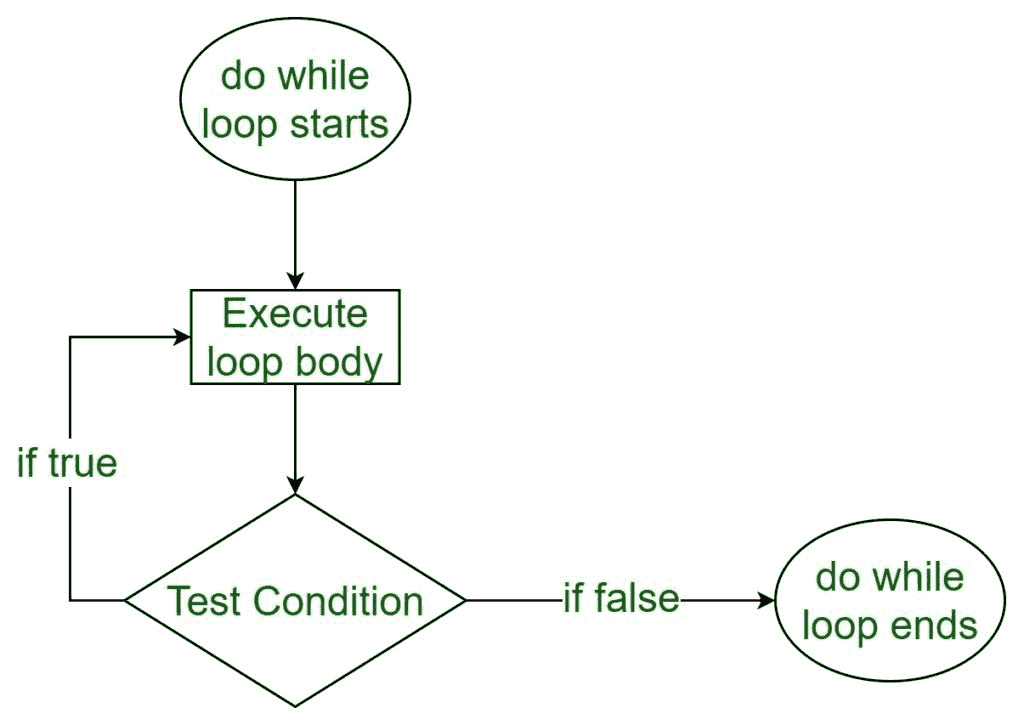 do while
loop starts
Execute
loop body
if true
Test Condition
if false
do while
loop ends